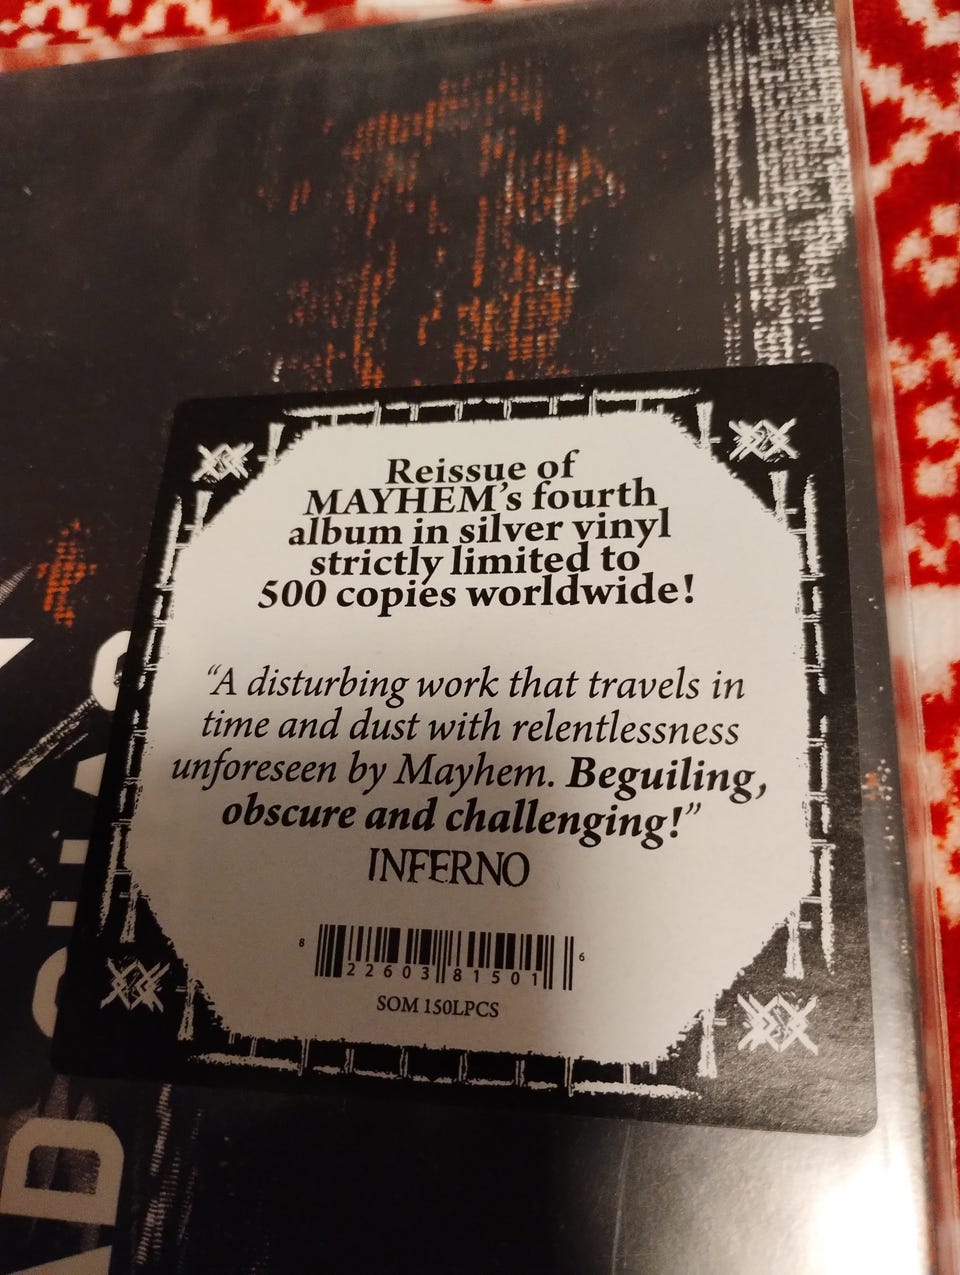 Reissue of
MAYHEM's fourth
album in silver vinyl
strictly limited to
500 copies worldwide!
"A disturbing work that travels in
time and dust with relentlessness
unforeseen by Mayhem. Beguiling,
obscure and challenging!"
INFERNO
8 22603 81501 6
SOM 150LPCS